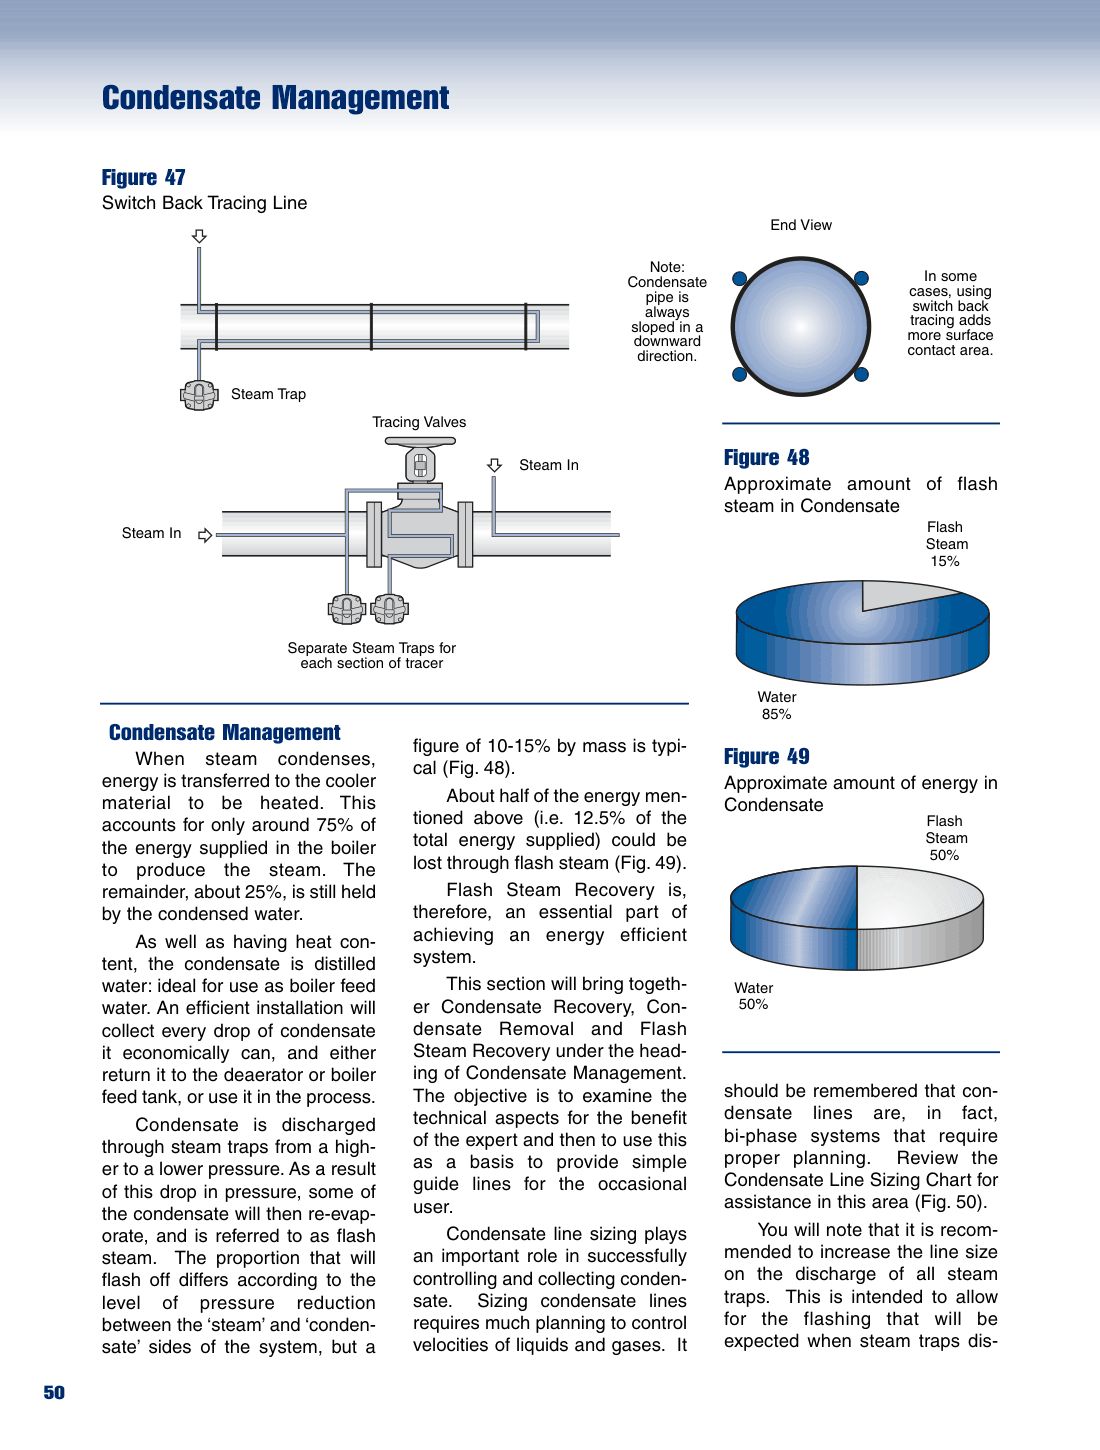 Condensate Management
Figure 47
Switch Back Tracing Line
End View
Note:
Condensate
pipe is
always
sloped in a
downward
direction.
In some
cases, using
switch back
tracing adds
more surface
contact area.
Steam Trap
Tracing Valves
Steam In
Steam In
Separate Steam Traps for
each section of tracer
Figure 48
Approximate amount of flash
steam in Condensate
Flash
Steam
15%
Water
85%
Figure 49
Approximate amount of energy in
Condensate
Flash
Steam
50%
Water
50%
Condensate Management
When steam condenses,
energy is transferred to the cooler
material to be heated. This
accounts for only around 75% of
the energy supplied in the boiler
to produce the steam. The
remainder, about 25%, is still held
by the condensed water.
As well as having heat con-
tent, the condensate is distilled
water: ideal for use as boiler feed
water. An efficient installation will
collect every drop of condensate
it economically can, and either
return it to the deaerator or boiler
feed tank, or use it in the process.
Condensate is discharged
through steam traps from a high-
er to a lower pressure. As a result
of this drop in pressure, some of
the condensate will then re-evap-
orate, and is referred to as flash
steam. The proportion that will
flash off differs according to the
level of pressure reduction
between the ‘steam’ and ‘conden-
sate’ sides of the system, but a
figure of 10-15% by mass is typi-
cal (Fig. 48).
About half of the energy men-
tioned above (i.e. 12.5% of the
total energy supplied) could be
lost through flash steam (Fig. 49).
Flash Steam Recovery is,
therefore, an essential part of
achieving an energy efficient
system.
This section will bring togeth-
er Condensate Recovery, Con-
densate Removal and Flash
Steam Recovery under the head-
ing of Condensate Management.
The objective is to examine the
technical aspects for the benefit
of the expert and then to use this
as a basis to provide simple
guide lines for the occasional
user.
Condensate line sizing plays
an important role in successfully
controlling and collecting conden-
sate. Sizing condensate lines
requires much planning to control
velocities of liquids and gases. It
should be remembered that con-
densate lines are, in fact,
bi-phase systems that require
proper planning. Review the
Condensate Line Sizing Chart for
assistance in this area (Fig. 50).
You will note that it is recom-
mended to increase the line size
on the discharge of all steam
traps. This is intended to allow
for the flashing that will be
expected when steam traps dis-
50